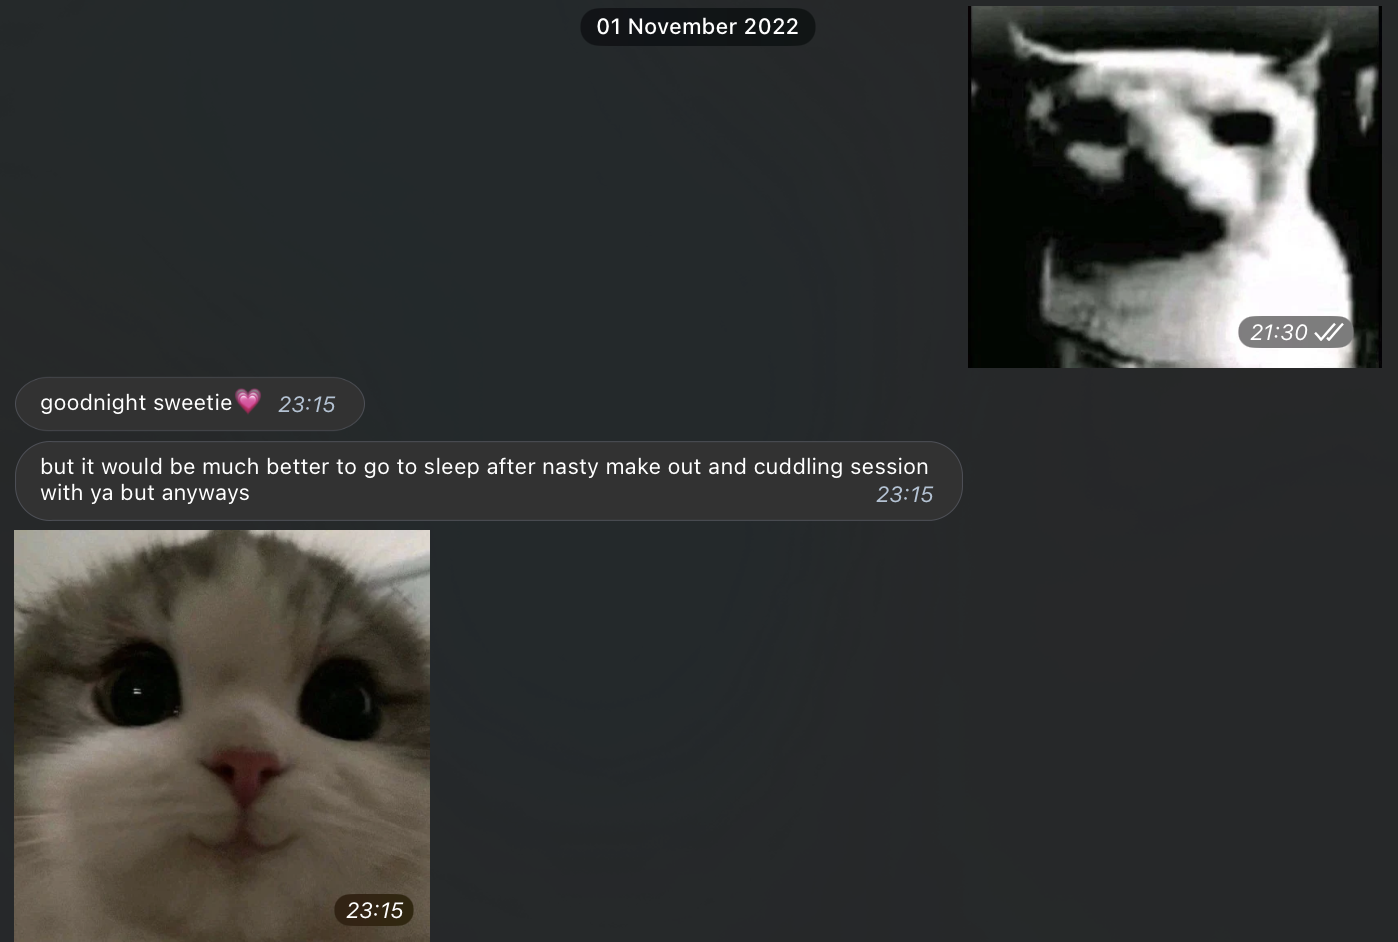 01 November 2022
21:30
goodnight sweetie💗 23:15
but it would be much better to go to sleep after nasty make out and cuddling session
with ya but anyways 23:15
23:15